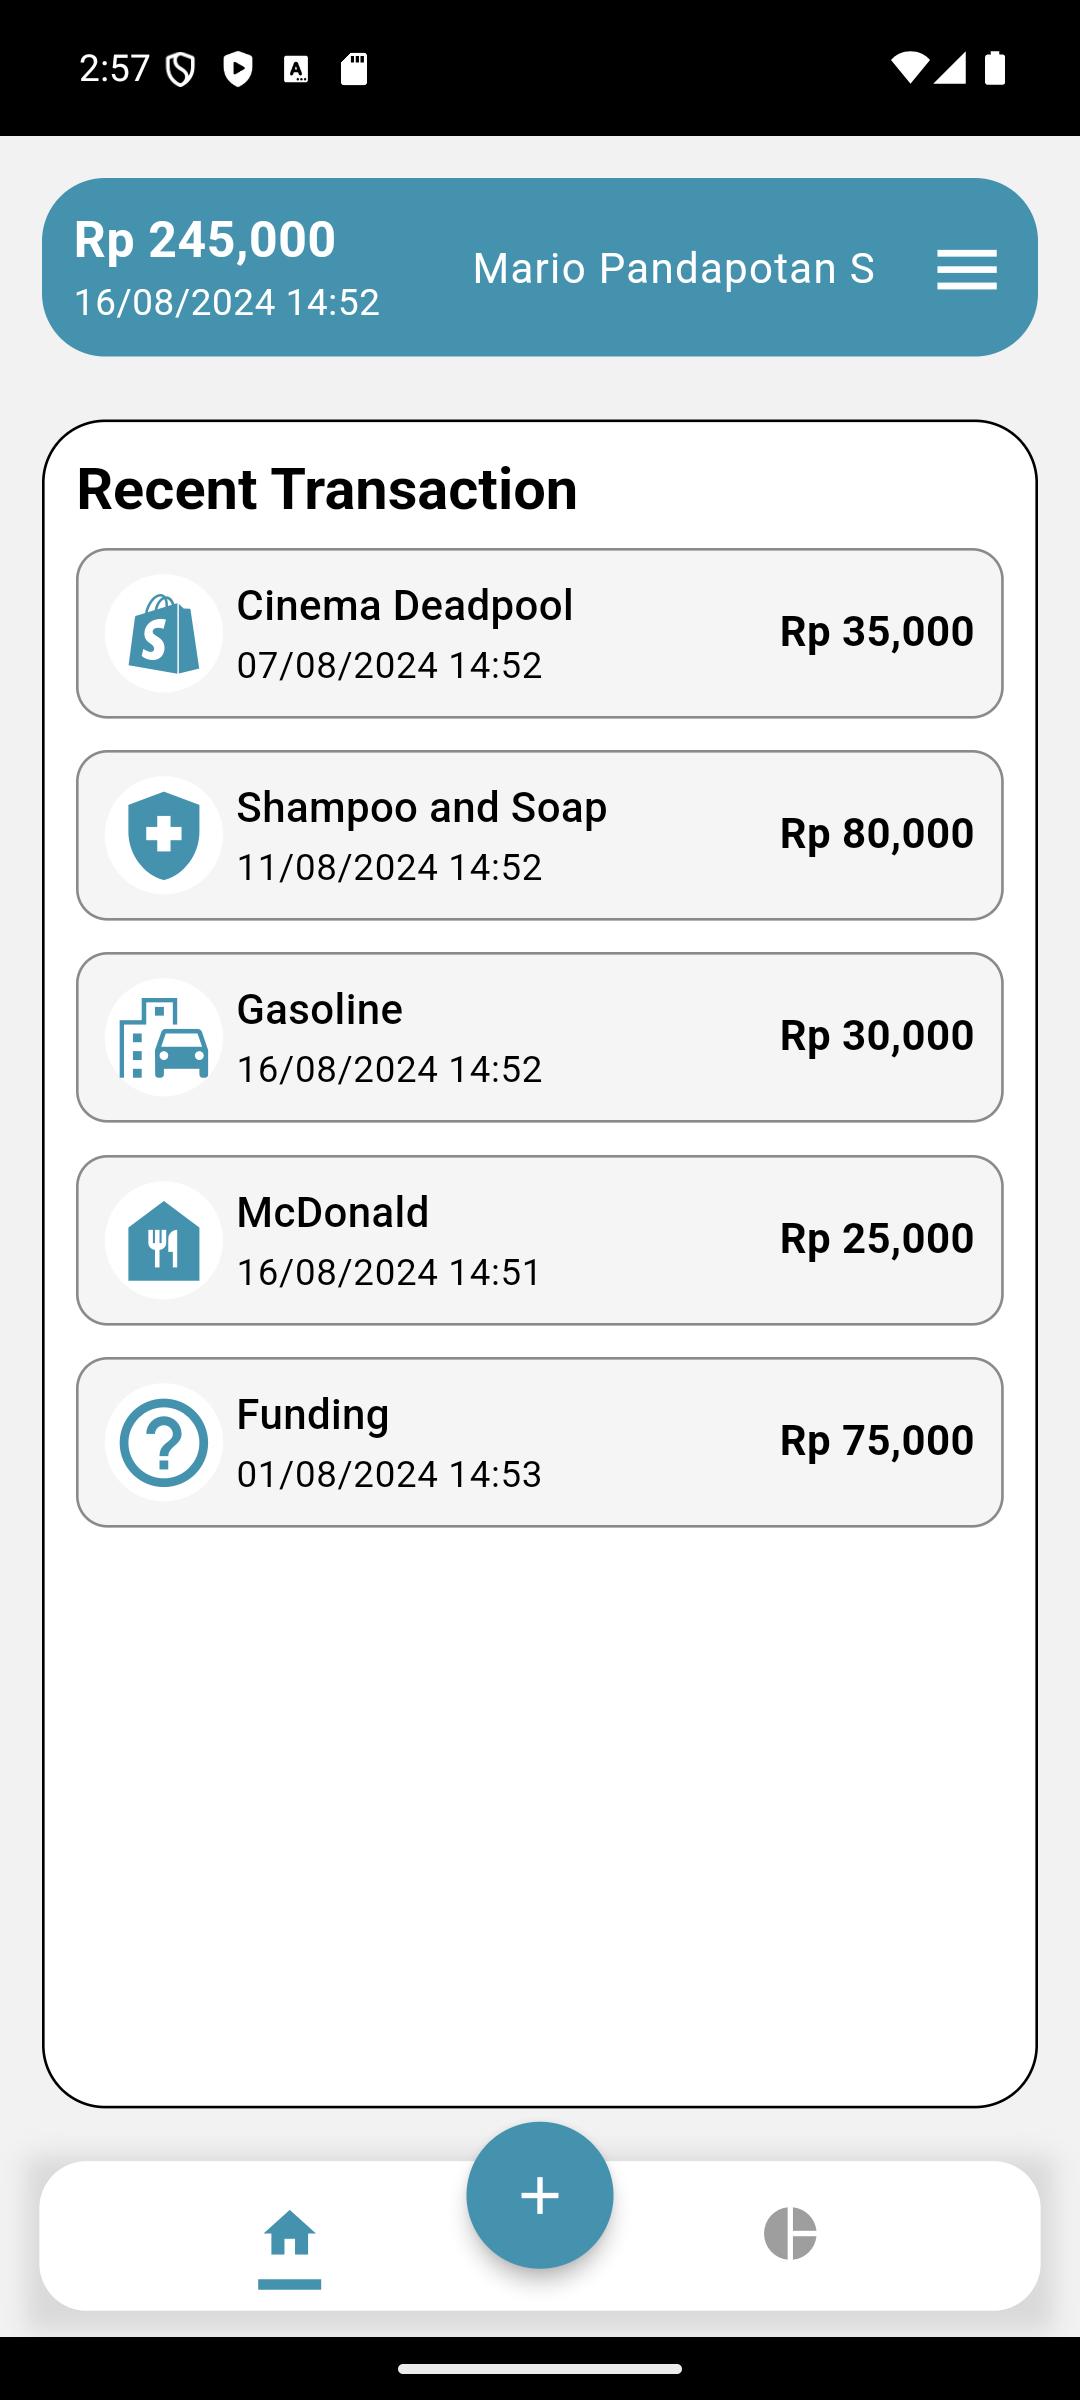 2:57
Rp 245,000
16/08/2024 14:52
Mario Pandapotan S
Recent Transaction
Cinema Deadpool
07/08/2024 14:52
Rp 35,000
Shampoo and Soap
11/08/2024 14:52
Rp 80,000
Gasoline
16/08/2024 14:52
Rp 30,000
McDonald
16/08/2024 14:51
Rp 25,000
Funding
01/08/2024 14:53
Rp 75,000